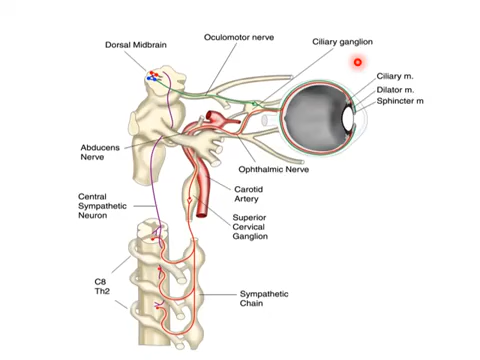 Oculomotor nerve
Ciliary ganglion
Dorsal Midbrain
Ciliary m.
Dilator m.
Sphincter m
Abducens
Nerve
Ophthalmic Nerve
Carotid
Artery
Central
Sympathetic
Neuron
Superior
Cervical
Ganglion
C8
Th2
Sympathetic
Chain